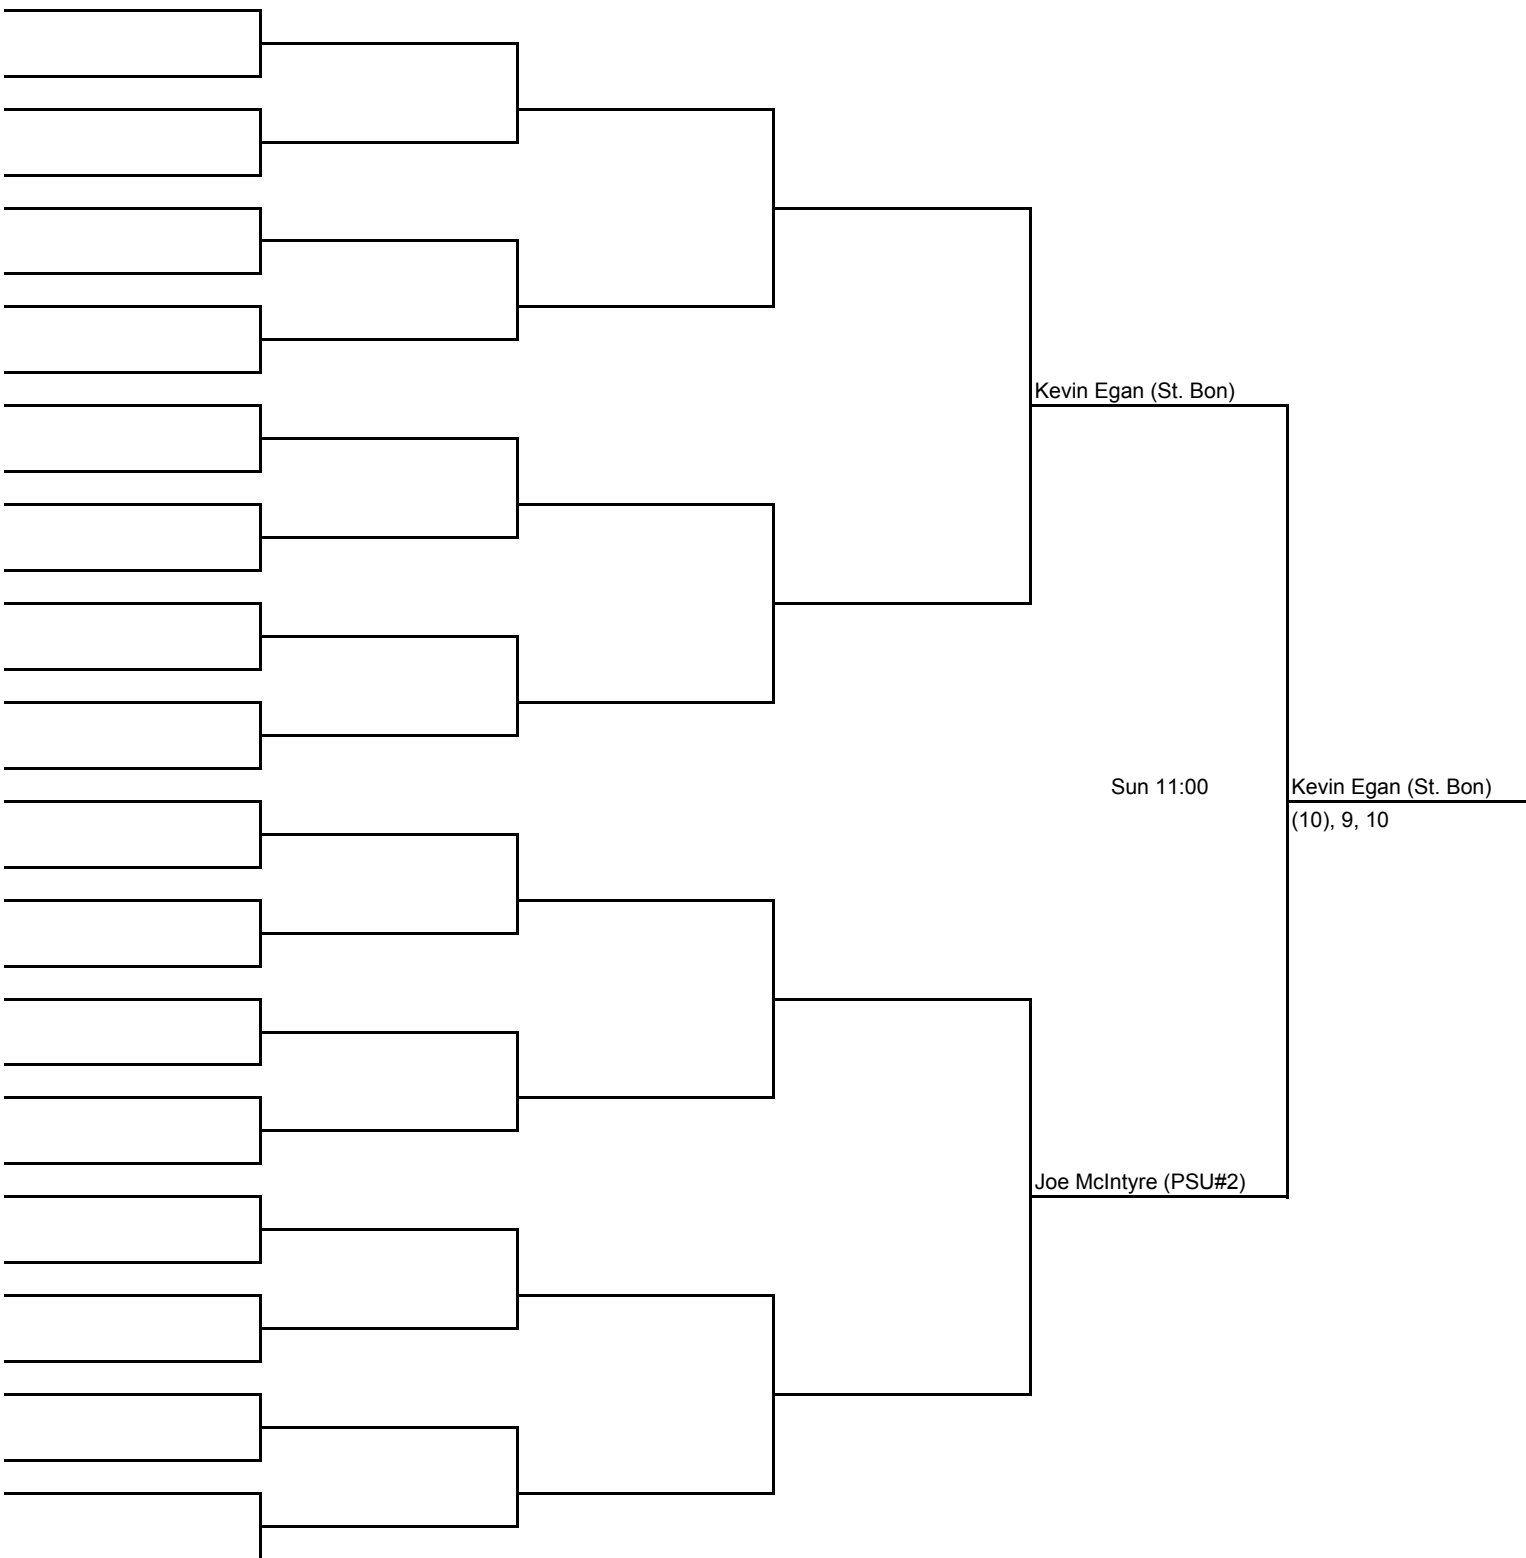 Kevin Egan (St. Bon)
Sun 11:00
Kevin Egan (St. Bon)
(10), 9, 10
Joe McIntyre (PSU#2)